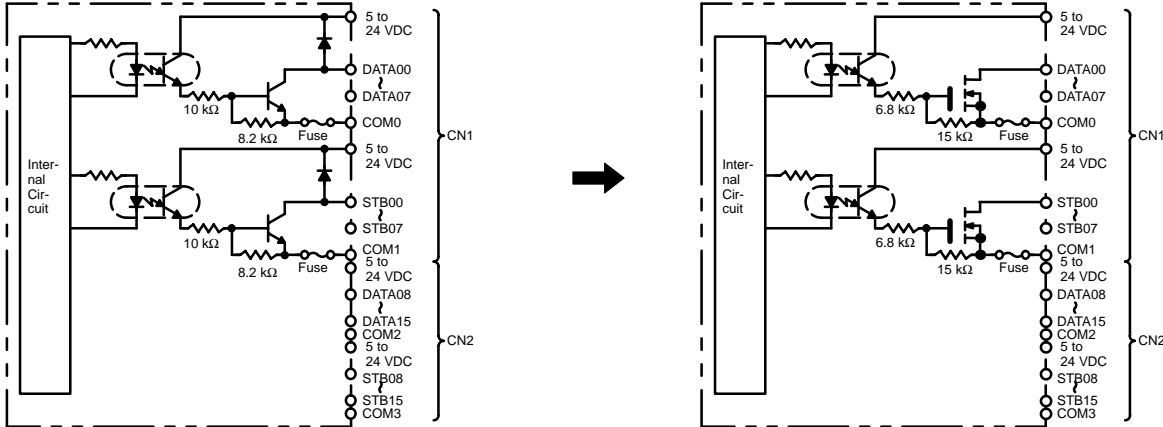 5 to
24 VDC
DATA00
~
DATA07
10 kΩ
8.2 kΩ
Fuse
COM0
CN1
5 to
24 VDC
Inter-
nal
Cir-
cuit
STB00
~
STB07
10 kΩ
8.2 kΩ
Fuse
COM1
5 to
24 VDC
DATA08
~
DATA15
COM2
CN2
5 to
24 VDC
STB08
~
STB15
COM3
5 to
24 VDC
DATA00
~
DATA07
6.8 kΩ
15 kΩ
Fuse
COM0
CN1
5 to
24 VDC
Inter-
nal
Cir-
cuit
STB00
~
STB07
6.8 kΩ
15 kΩ
Fuse
COM1
5 to
24 VDC
DATA08
~
DATA15
COM2
CN2
5 to
24 VDC
STB08
~
STB15
COM3